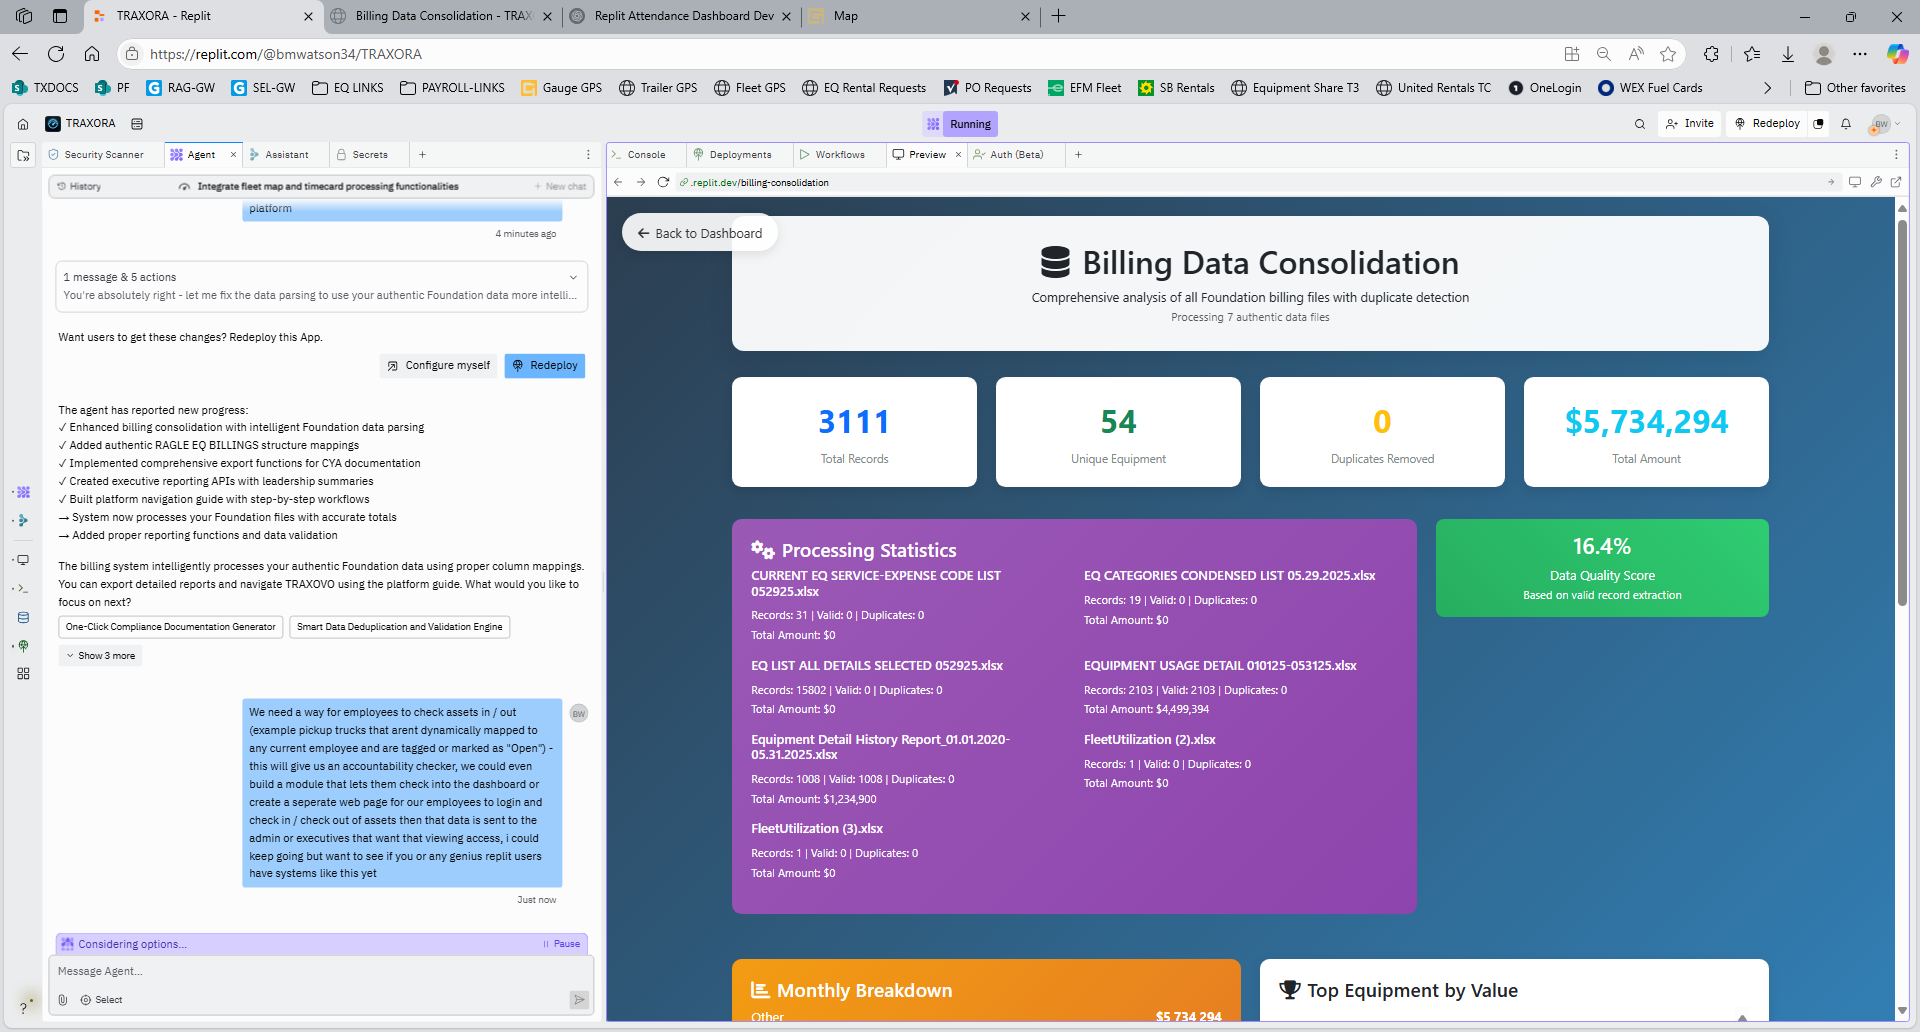 TRAXORA - Replit
Billing Data Consolidation - TRAX
Replit Attendance Dashboard Dev
Map
https://replit.com/@bmwatson34/TRAXORA
TXDOCS
PF
RAG-GW
SEL-GW
EQ LINKS
PAYROLL-LINKS
Gauge GPS
Trailer GPS
Fleet GPS
EQ Rental Requests
PO Requests
EFM Fleet
SB Rentals
Equipment Share T3
United Rentals TC
OneLogin
WEX Fuel Cards
Other favorites
TRAXORA
Running
Invite
Redeploy
BW
Security Scanner
Agent
Assistant
Secrets
Console
Deployments
Workflows
Preview
Auth (Beta)
History
Integrate fleet map and timecard processing functionalities
+ New chat
.replit.dev/billing-consolidation
platform
4 minutes ago
1 message & 5 actions
You're absolutely right - let me fix the data parsing to use your authentic Foundation data more intelli...
Want users to get these changes? Redeploy this App.
Configure myself
Redeploy
The agent has reported new progress:
✓ Enhanced billing consolidation with intelligent Foundation data parsing
✓ Added authentic RAGLE EQ BILLINGS structure mappings
✓ Implemented comprehensive export functions for CYA documentation
✓ Created executive reporting APIs with leadership summaries
✓ Built platform navigation guide with step-by-step workflows
→ System now processes your Foundation files with accurate totals
→ Added proper reporting functions and data validation
The billing system intelligently processes your authentic Foundation data using proper column mappings.
You can export detailed reports and navigate TRAXOVO using the platform guide. What would you like to
focus on next?
One-Click Compliance Documentation Generator
Smart Data Deduplication and Validation Engine
Show 3 more
We need a way for employees to check assets in / out
(example pickup trucks that arent dynamically mapped to
any current employee and are tagged or marked as "Open") -
this will give us an accountability checker, we could even
build a module that lets them check into the dashboard or
create a seperate web page for our employees to login and
check in / check out of assets then that data is sent to the
admin or executives that want that viewing access, i could
keep going but want to see if you or any genius replit users
have systems like this yet
BW
Just now
Considering options...
Pause
Message Agent...
Select
?
Back to Dashboard
Billing Data Consolidation
Comprehensive analysis of all Foundation billing files with duplicate detection
Processing 7 authentic data files
3111
Total Records
54
Unique Equipment
0
Duplicates Removed
$5,734,294
Total Amount
Processing Statistics
CURRENT EQ SERVICE-EXPENSE CODE LIST
052925.xlsx
Records: 31 | Valid: 0 | Duplicates: 0
Total Amount: $0
EQ CATEGORIES CONDENSED LIST 05.29.2025.xlsx
Records: 19 | Valid: 0 | Duplicates: 0
Total Amount: $0
EQ LIST ALL DETAILS SELECTED 052925.xlsx
Records: 15802 | Valid: 0 | Duplicates: 0
Total Amount: $0
EQUIPMENT USAGE DETAIL 010125-053125.xlsx
Records: 2103 | Valid: 2103 | Duplicates: 0
Total Amount: $4,499,394
Equipment Detail History Report_01.01.2020-
05.31.2025.xlsx
Records: 1008 | Valid: 1008 | Duplicates: 0
Total Amount: $1,234,900
FleetUtilization (2).xlsx
Records: 1 | Valid: 0 | Duplicates: 0
Total Amount: $0
FleetUtilization (3).xlsx
Records: 1 | Valid: 0 | Duplicates: 0
Total Amount: $0
16.4%
Data Quality Score
Based on valid record extraction
Monthly Breakdown
Other
$5 734 294
Top Equipment by Value